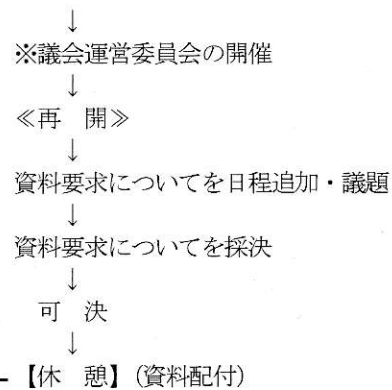 ↓
※議会運営委員会の開催
↓
≪再　開≫
↓
資料要求についてを日程追加・議題
↓
資料要求についてを採決
↓
可　決
↓
【休　憩】（資料配付）